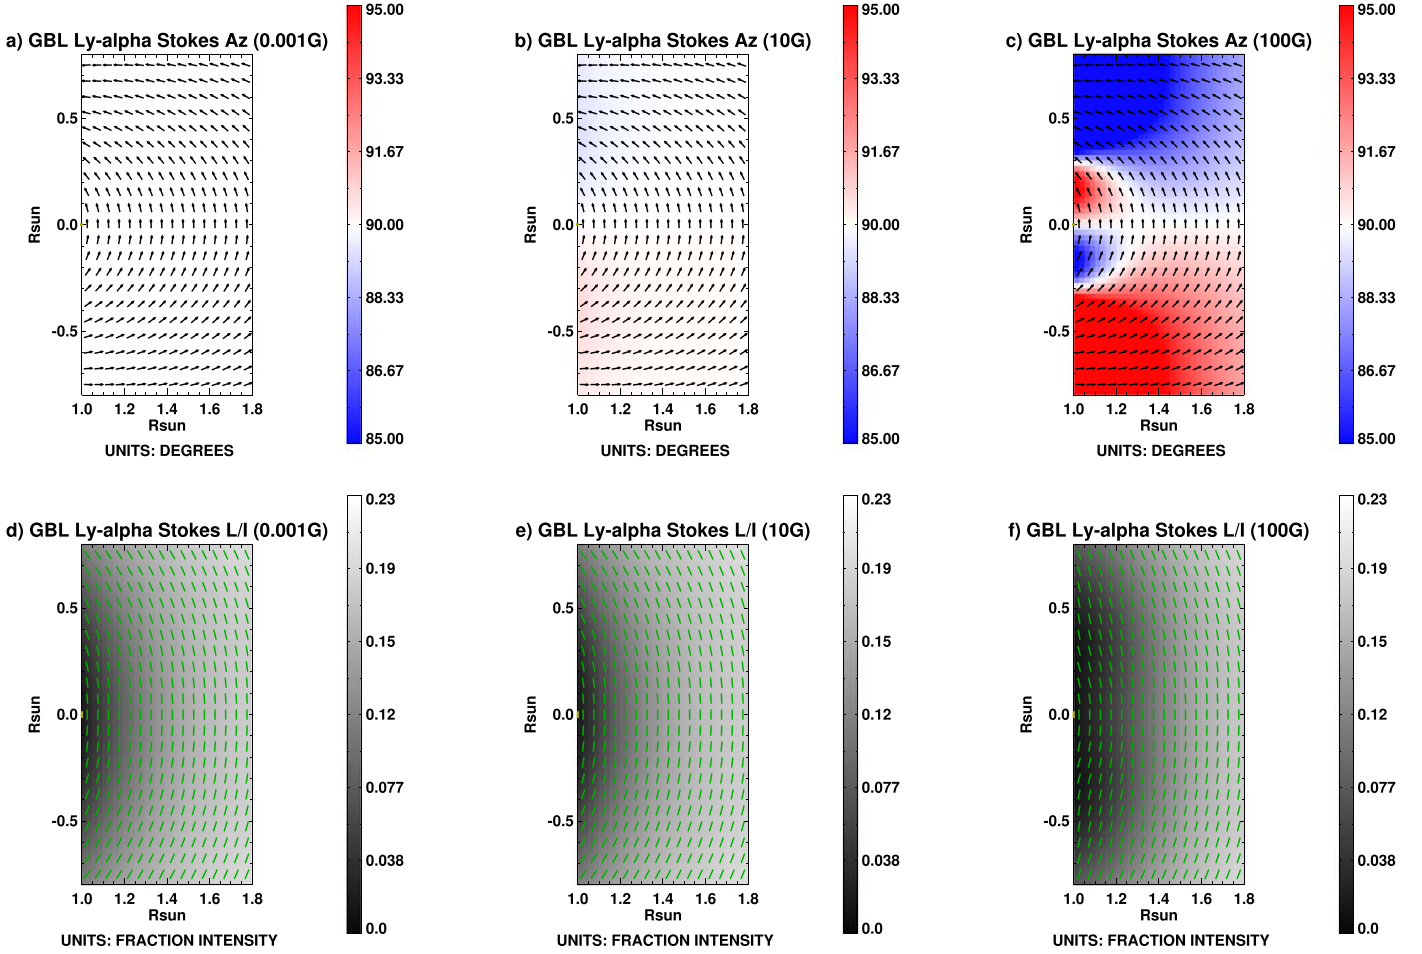 a) GBL Ly-alpha Stokes Az (0.001G)
95.00
93.33
91.67
90.00
88.33
86.67
85.00
0.5
0.0
-0.5
Rsun
1.0 1.2 1.4 1.6 1.8
Rsun
UNITS: DEGREES
b) GBL Ly-alpha Stokes Az (10G)
95.00
93.33
91.67
90.00
88.33
86.67
85.00
0.5
0.0
-0.5
Rsun
1.0 1.2 1.4 1.6 1.8
Rsun
UNITS: DEGREES
c) GBL Ly-alpha Stokes Az (100G)
95.00
93.33
91.67
90.00
88.33
86.67
85.00
0.5
0.0
-0.5
Rsun
1.0 1.2 1.4 1.6 1.8
Rsun
UNITS: DEGREES
d) GBL Ly-alpha Stokes L/I (0.001G)
0.23
0.19
0.15
0.12
0.077
0.038
0.0
0.5
0.0
-0.5
Rsun
1.0 1.2 1.4 1.6 1.8
Rsun
UNITS: FRACTION INTENSITY
e) GBL Ly-alpha Stokes L/I (10G)
0.23
0.19
0.15
0.12
0.077
0.038
0.0
0.5
0.0
-0.5
Rsun
1.0 1.2 1.4 1.6 1.8
Rsun
UNITS: FRACTION INTENSITY
f) GBL Ly-alpha Stokes L/I (100G)
0.23
0.19
0.15
0.12
0.077
0.038
0.0
0.5
0.0
-0.5
Rsun
1.0 1.2 1.4 1.6 1.8
Rsun
UNITS: FRACTION INTENSITY